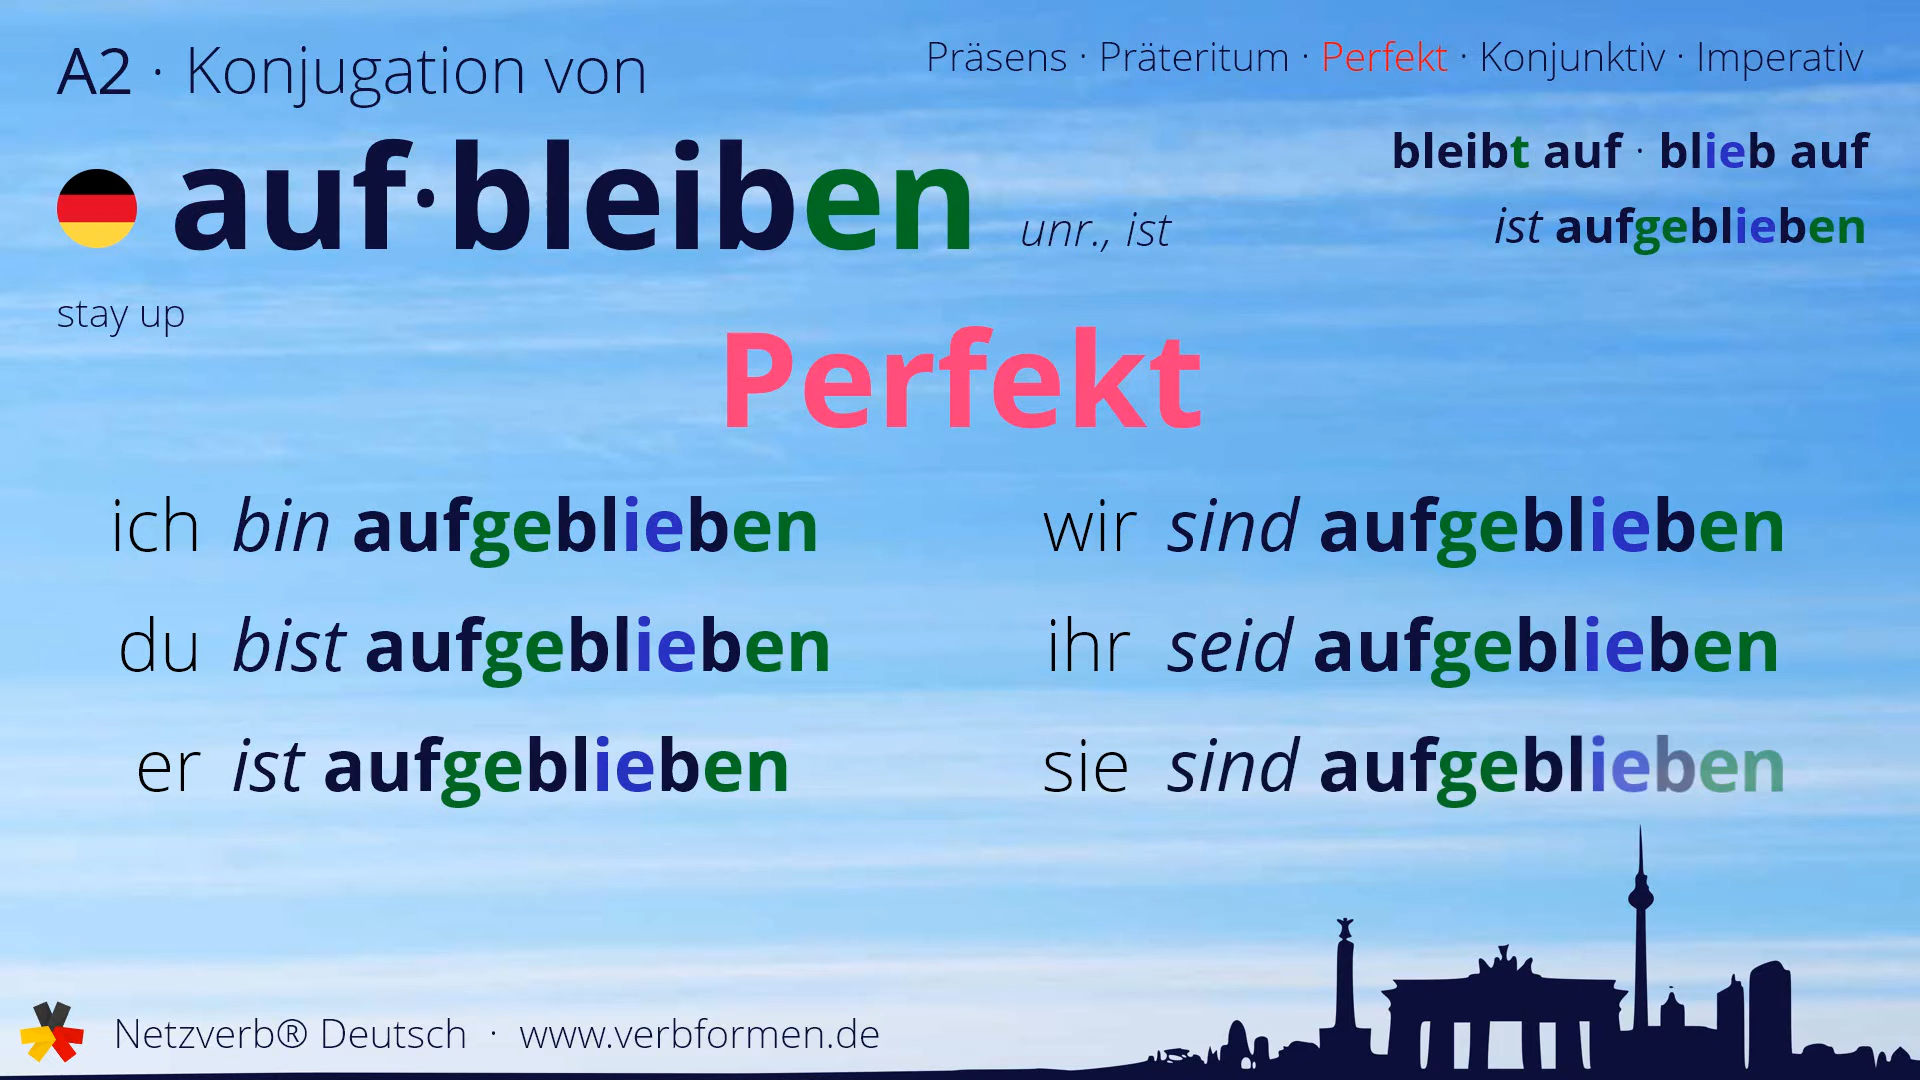 A2 · Konjugation von
Präsens · Präteritum · Perfekt · Konjunktiv · Imperativ
auf·bleiben unr., ist
bleibt auf · blieb auf
ist aufgeblieben
stay up
Perfekt
ich bin aufgeblieben
du bist aufgeblieben
er ist aufgeblieben
wir sind aufgeblieben
ihr seid aufgeblieben
sie sind aufgeblieben
Netzverb® Deutsch · www.verbformen.de